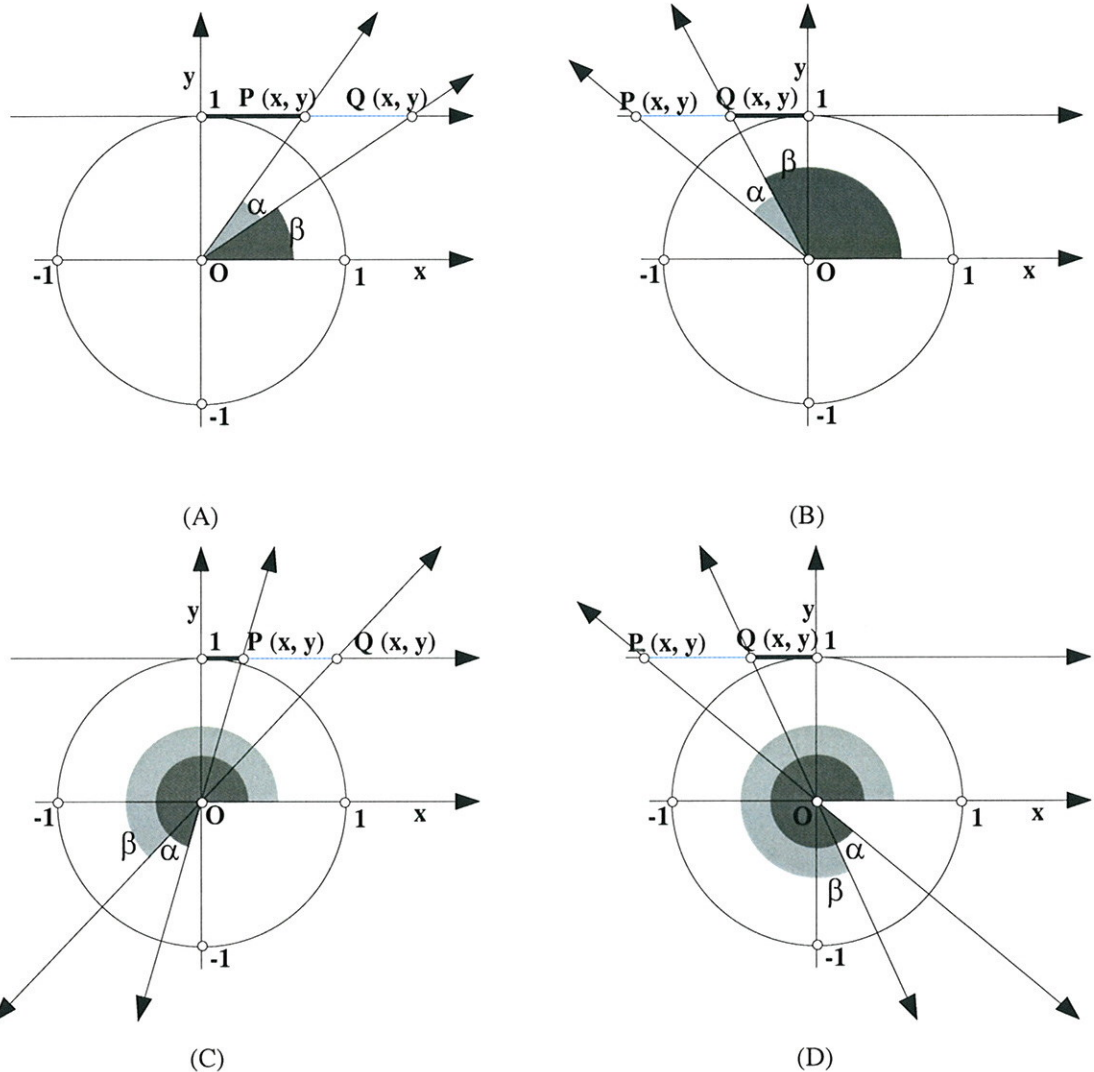 y
1 P (x, y) Q (x, y)
α
β
-1 O 1 x
-1
(A)
y
P (x, y) Q (x, y) 1
β
α
-1 O 1 x
-1
(B)
y
1 P (x, y) Q (x, y)
-1 O 1 x
β α
-1
(C)
y
P (x, y) Q (x, y) 1
-1 O 1 x
α
β
-1
(D)